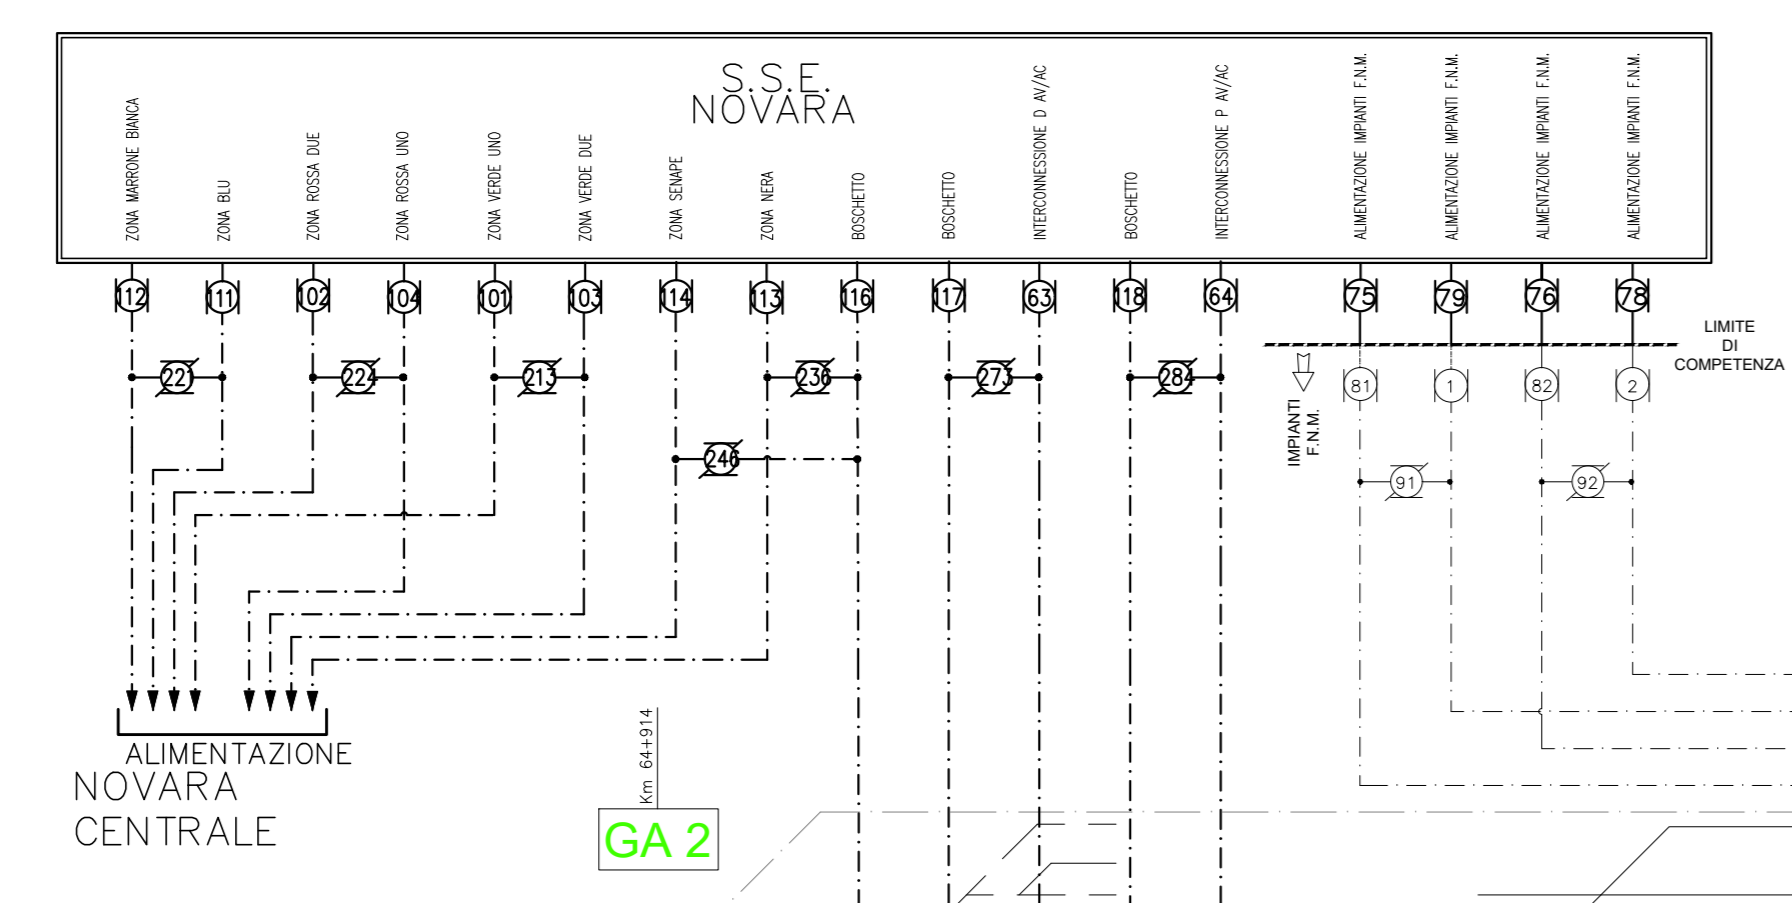 S.S.E.
NOVARA
ZONA MARRONE BIANCA
ZONA BLU
ZONA ROSSA DUE
ZONA ROSSA UNO
ZONA VERDE UNO
ZONA VERDE DUE
ZONA SENAPE
ZONA NERA
BOSCHETTO
BOSCHETTO
INTERCONNESSIONE D AV/AC
BOSCHETTO
INTERCONNESSIONE P AV/AC
ALIMENTAZIONE IMPIANTI F.N.M.
ALIMENTAZIONE IMPIANTI F.N.M.
ALIMENTAZIONE IMPIANTI F.N.M.
ALIMENTAZIONE IMPIANTI F.N.M.
112
111
102
104
101
103
114
113
116
117
63
118
64
75
79
76
78
LIMITE
DI
COMPETENZA
221
224
213
236
273
284
81
1
82
2
IMPIANTI
F.N.M.
246
91
92
ALIMENTAZIONE
NOVARA
CENTRALE
Km 64+914
GA 2